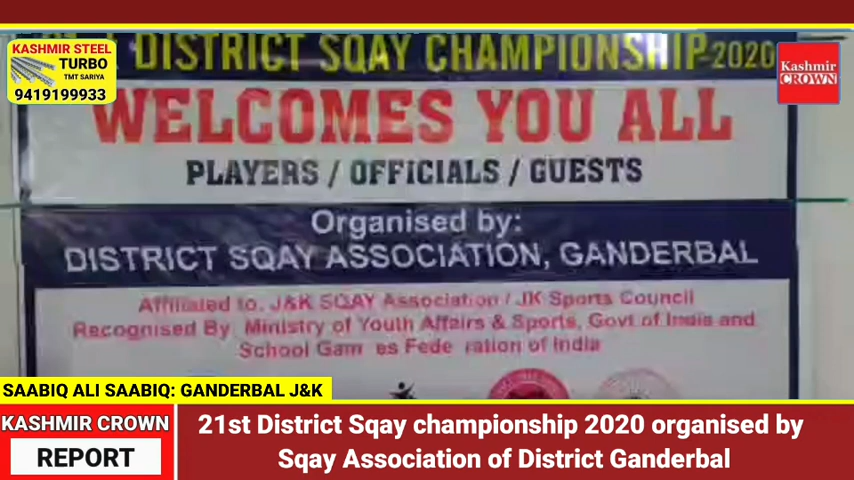 DISTRICT SQAY CHAMPIONSHIP-2020
KASHMIR STEEL
TURBO
TMT SARIYA
9419199933
Kashmir
CROWN
WELCOMES YOU ALL
PLAYERS / OFFICIALS / GUESTS
Organised by:
DISTRICT SQAY ASSOCIATION, GANDERBAL
Affiliated to. J&K SQAY Association / JK Sports Council
Recognised By Ministry of Youth Affairs & Sports, Govt of India and
School Gam es Fede ration of India
SAABIQ ALI SAABIQ: GANDERBAL J&K
KASHMIR CROWN
REPORT
21st District Sqay championship 2020 organised by
Sqay Association of District Ganderbal